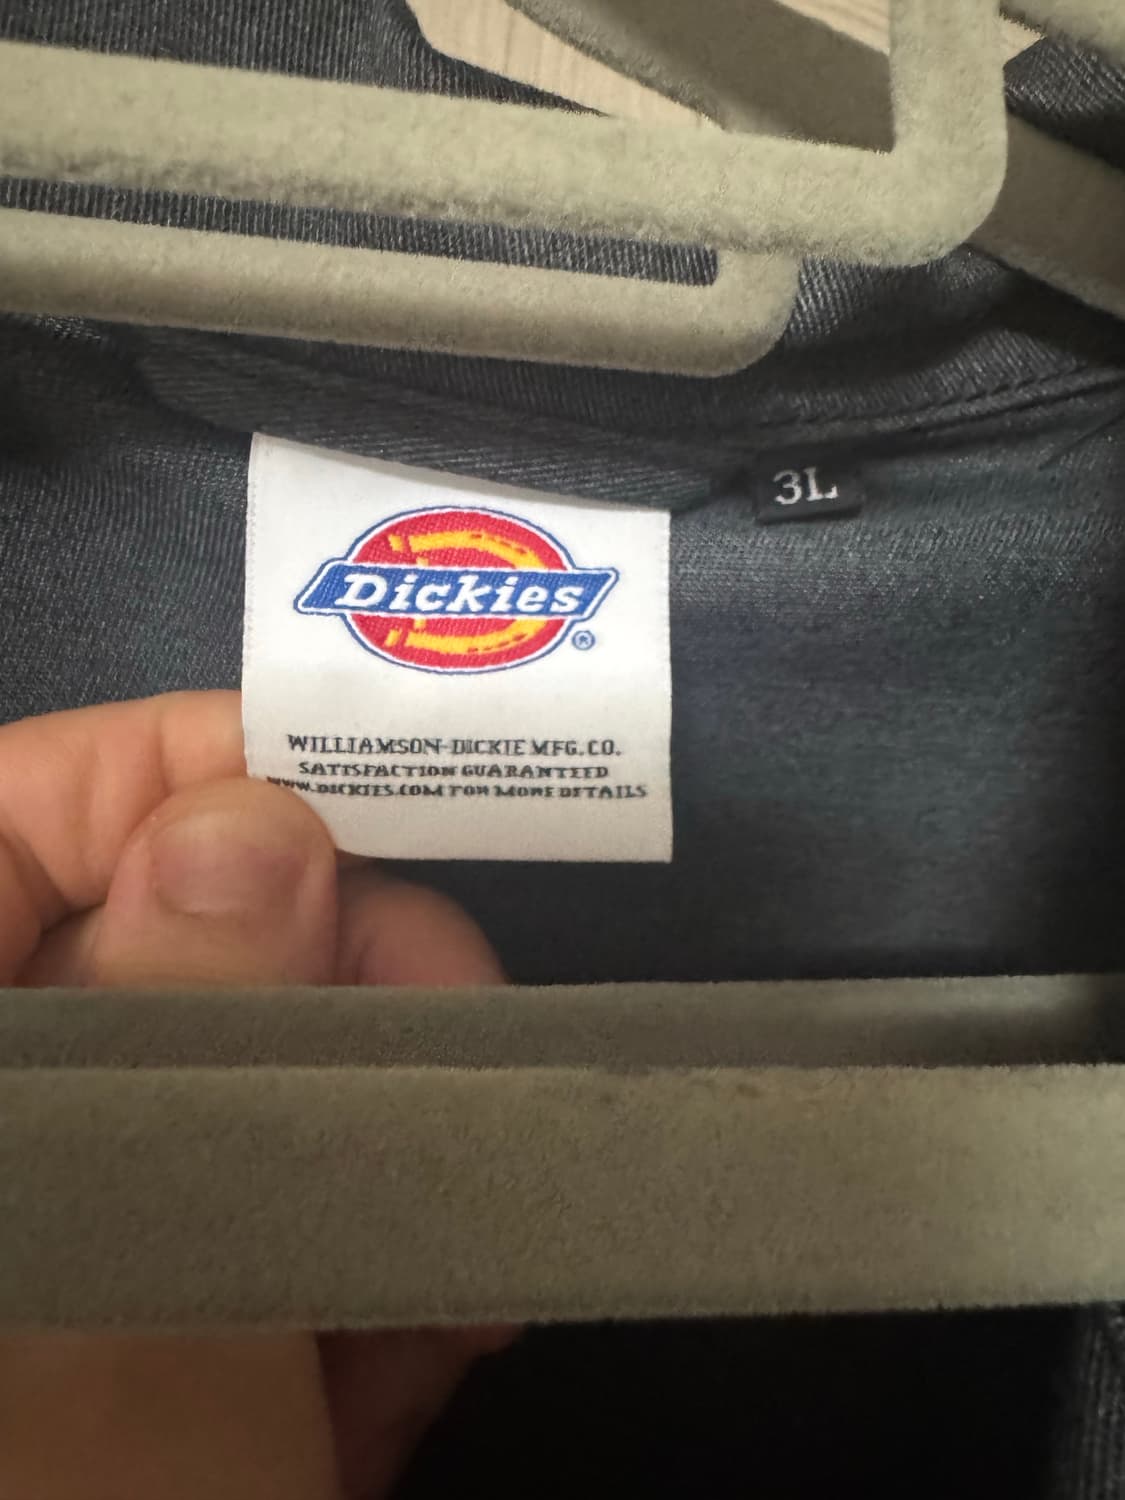 3L
Dickies®
WILLIAMSON-DICKIE MFG. CO.
SATISFACTION GUARANTEED
WWW.DICKIES.COM FOR MORE DETAILS